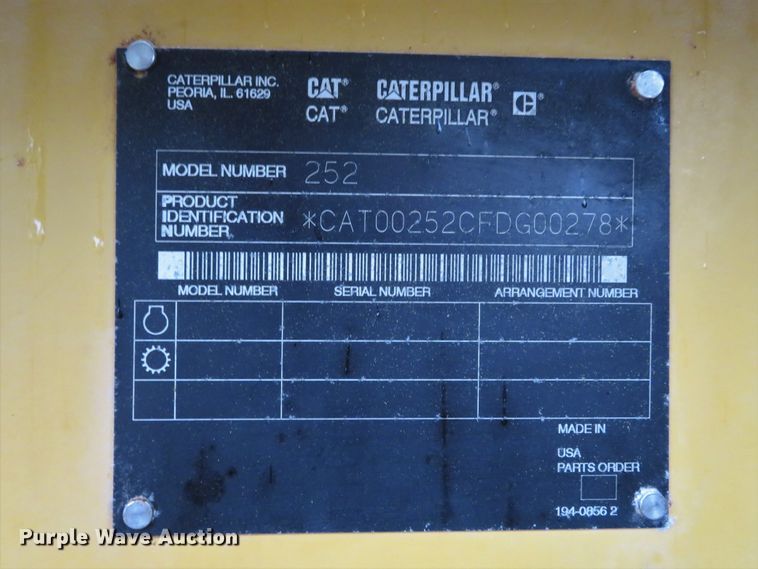 CATERPILLAR INC.
PEORIA, IL. 61629
USA
CAT® CATERPILLAR® C®
CAT® CATERPILLAR®
MODEL NUMBER 252
PRODUCT
IDENTIFICATION
NUMBER *CAT00252CFDG00278*
MODEL NUMBER SERIAL NUMBER ARRANGEMENT NUMBER
MADE IN
USA
PARTS ORDER
194-0856 2
Purple Wave Auction